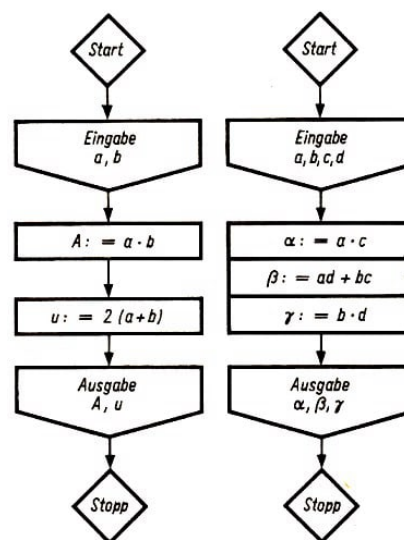 Start
Eingabe
a, b
A: = a · b
u: = 2 (a+b)
Ausgabe
A, u
Stopp
Start
Eingabe
a, b, c, d
α: = a · c
β: = ad + bc
γ: = b · d
Ausgabe
α, β, γ
Stopp